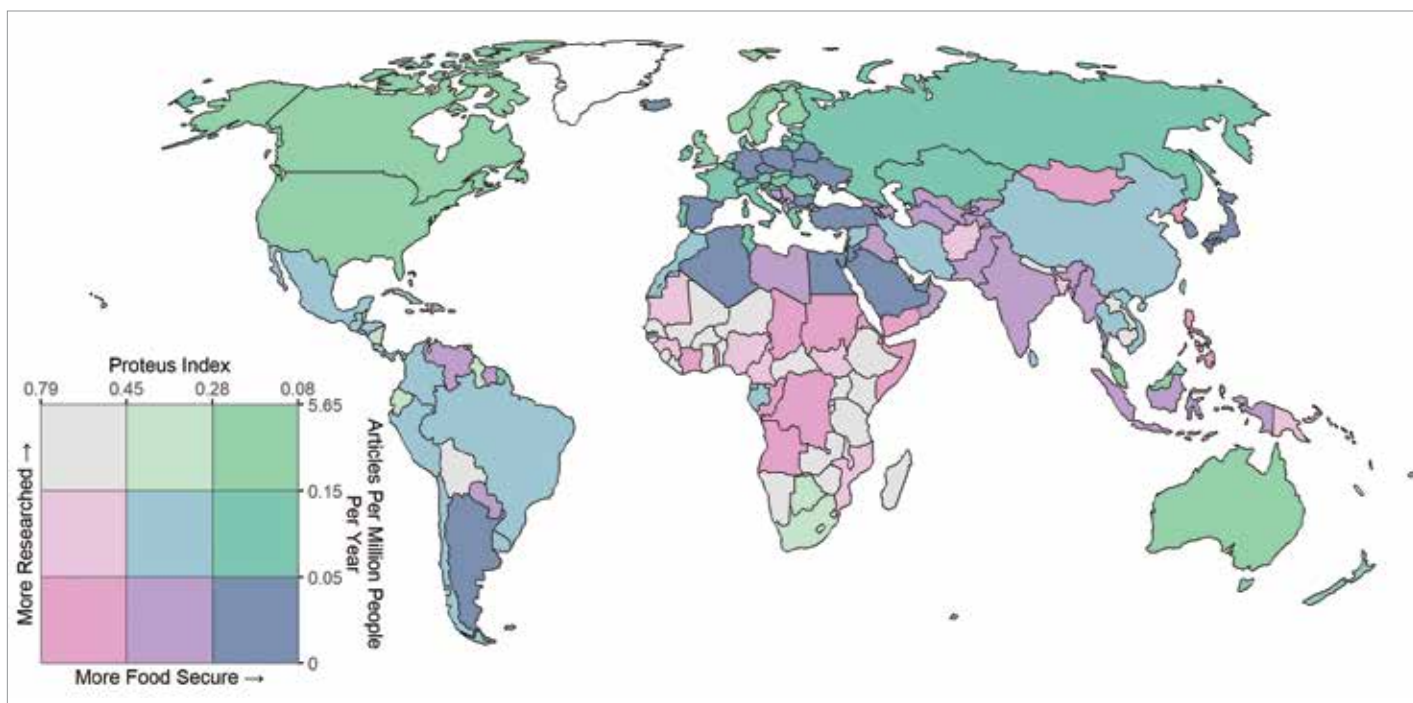 Proteus Index
0.79 0.45 0.28 0.08
5.65
0.15
0.05
0
More Researched →
Articles Per Million People
Per Year
More Food Secure →